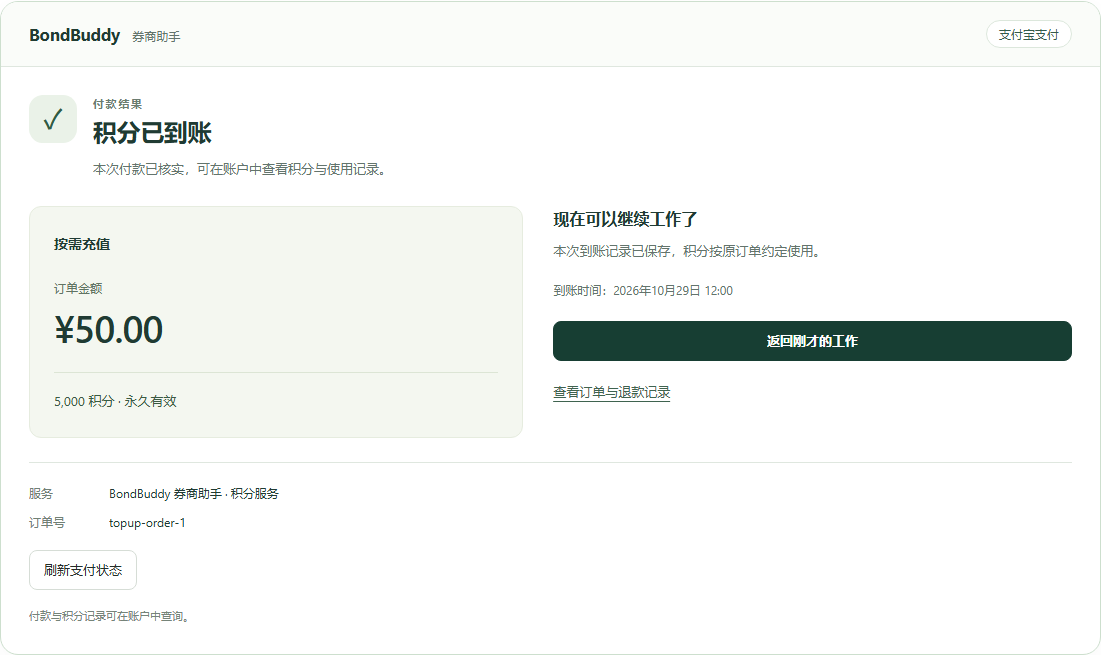 BondBuddy 券商助手
支付宝支付
付款结果
积分已到账
本次付款已核实，可在账户中查看积分与使用记录。
按需充值
订单金额
¥50.00
5,000 积分 · 永久有效
现在可以继续工作了
本次到账记录已保存，积分按原订单约定使用。
到账时间：2026年10月29日 12:00
返回刚才的工作
查看订单与退款记录
服务 BondBuddy 券商助手 · 积分服务
订单号 topup-order-1
刷新支付状态
付款与积分记录可在账户中查询。